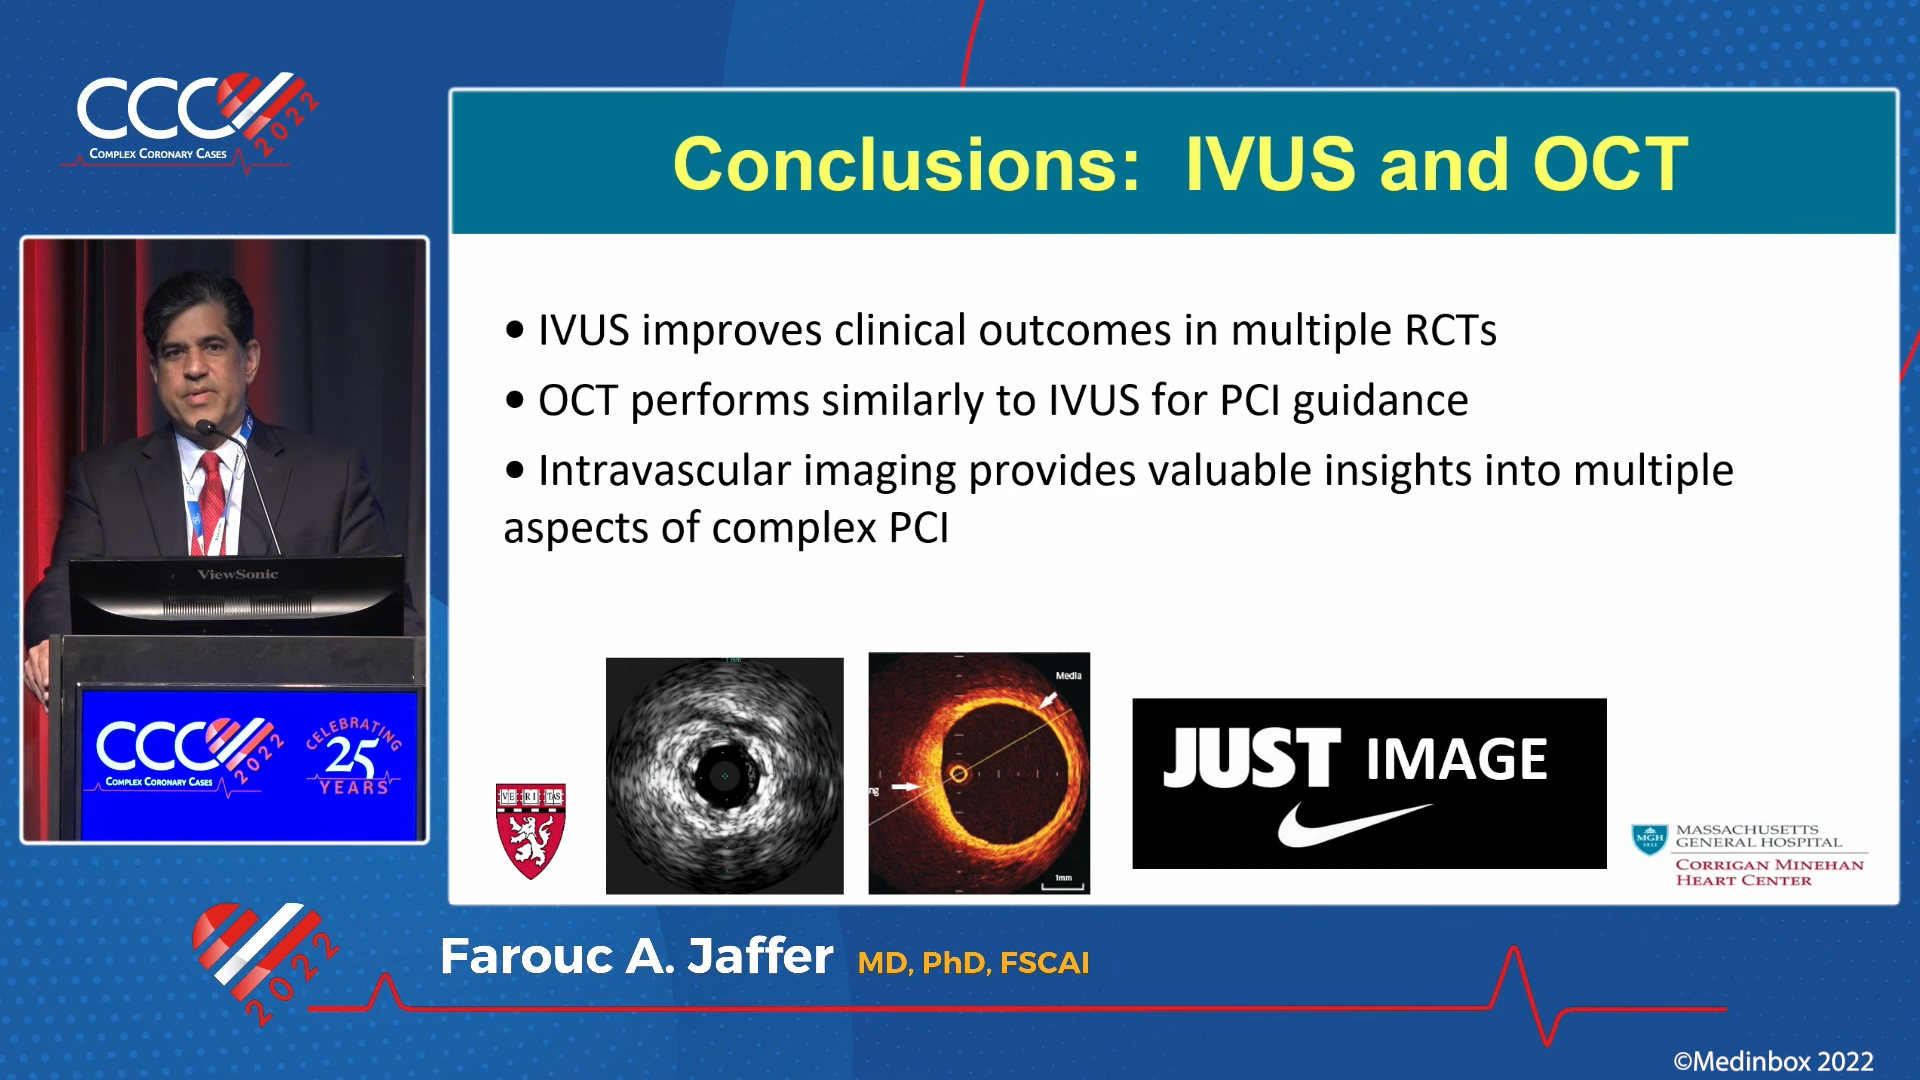 CCC
2022
COMPLEX CORONARY CASES
Conclusions: IVUS and OCT
• IVUS improves clinical outcomes in multiple RCTs
• OCT performs similarly to IVUS for PCI guidance
• Intravascular imaging provides valuable insights into multiple
aspects of complex PCI
ViewSonic
CCC
2022
COMPLEX CORONARY CASES
CELEBRATING
25
YEARS
VE RI TAS
Media
ng
1mm
JUST IMAGE
MGH
1811
MASSACHUSETTS
GENERAL HOSPITAL
CORRIGAN MINEHAN
HEART CENTER
2022
Farouc A. Jaffer MD, PhD, FSCAI
©Medinbox 2022